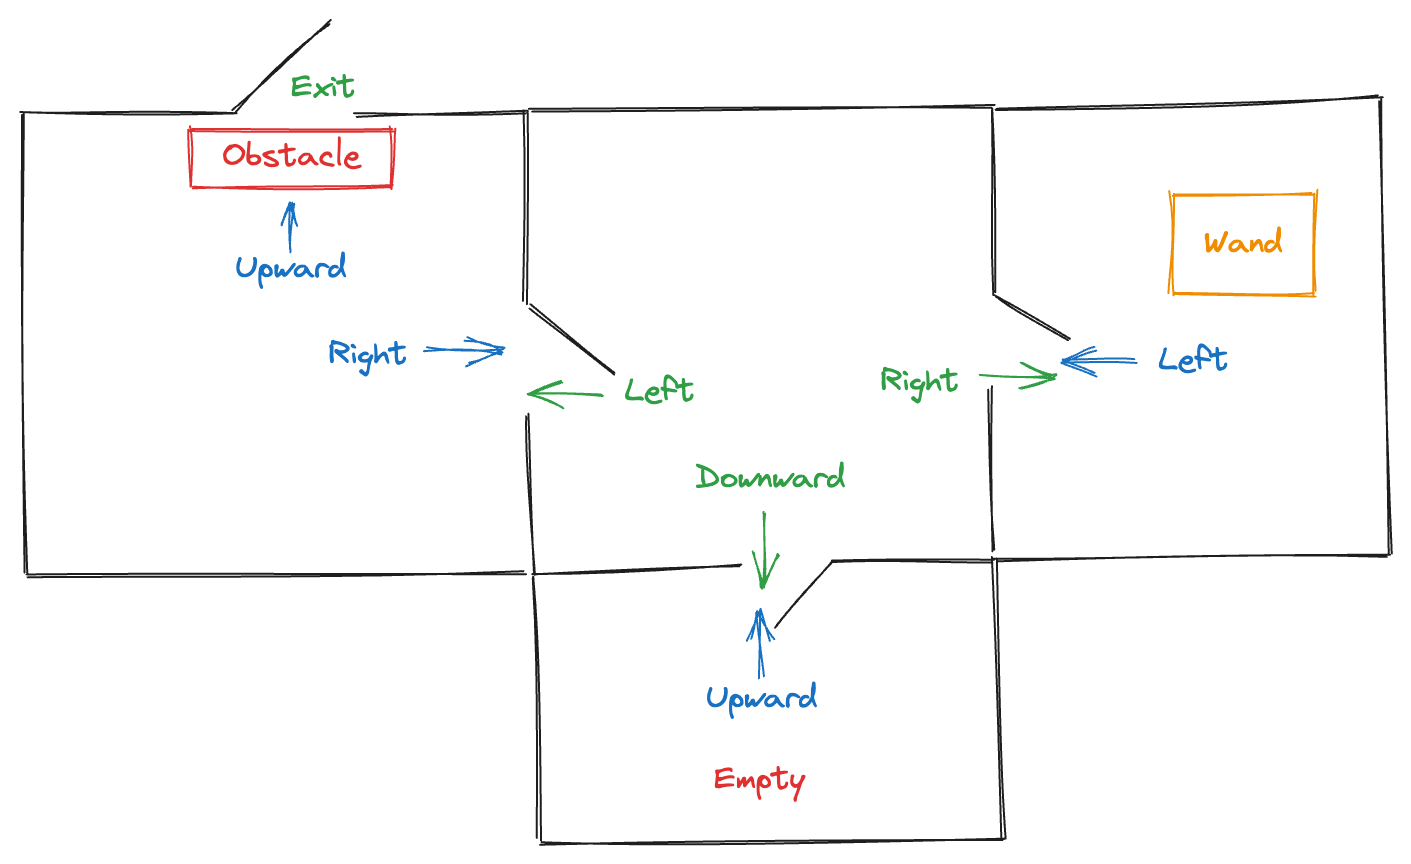 Exit
Obstacle
Upward
Wand
Right
Left
Right
Left
Downward
Upward
Empty